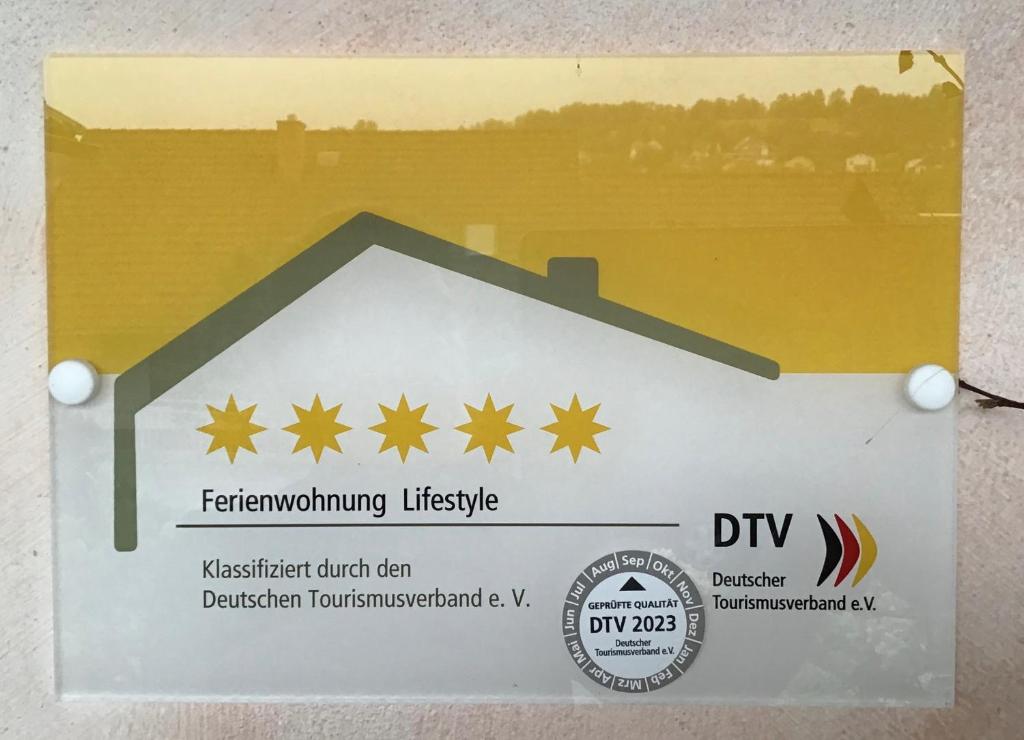 Ferienwohnung Lifestyle
Klassifiziert durch den
Deutschen Tourismusverband e. V.
DTV
Deutscher
Tourismusverband e.V.
Jan Feb Mrz Apr Mai Jun Jul Aug Sep Okt Nov Dez
GEPRÜFTE QUALITÄT
DTV 2023
Deutscher
Tourismusverband e.V.